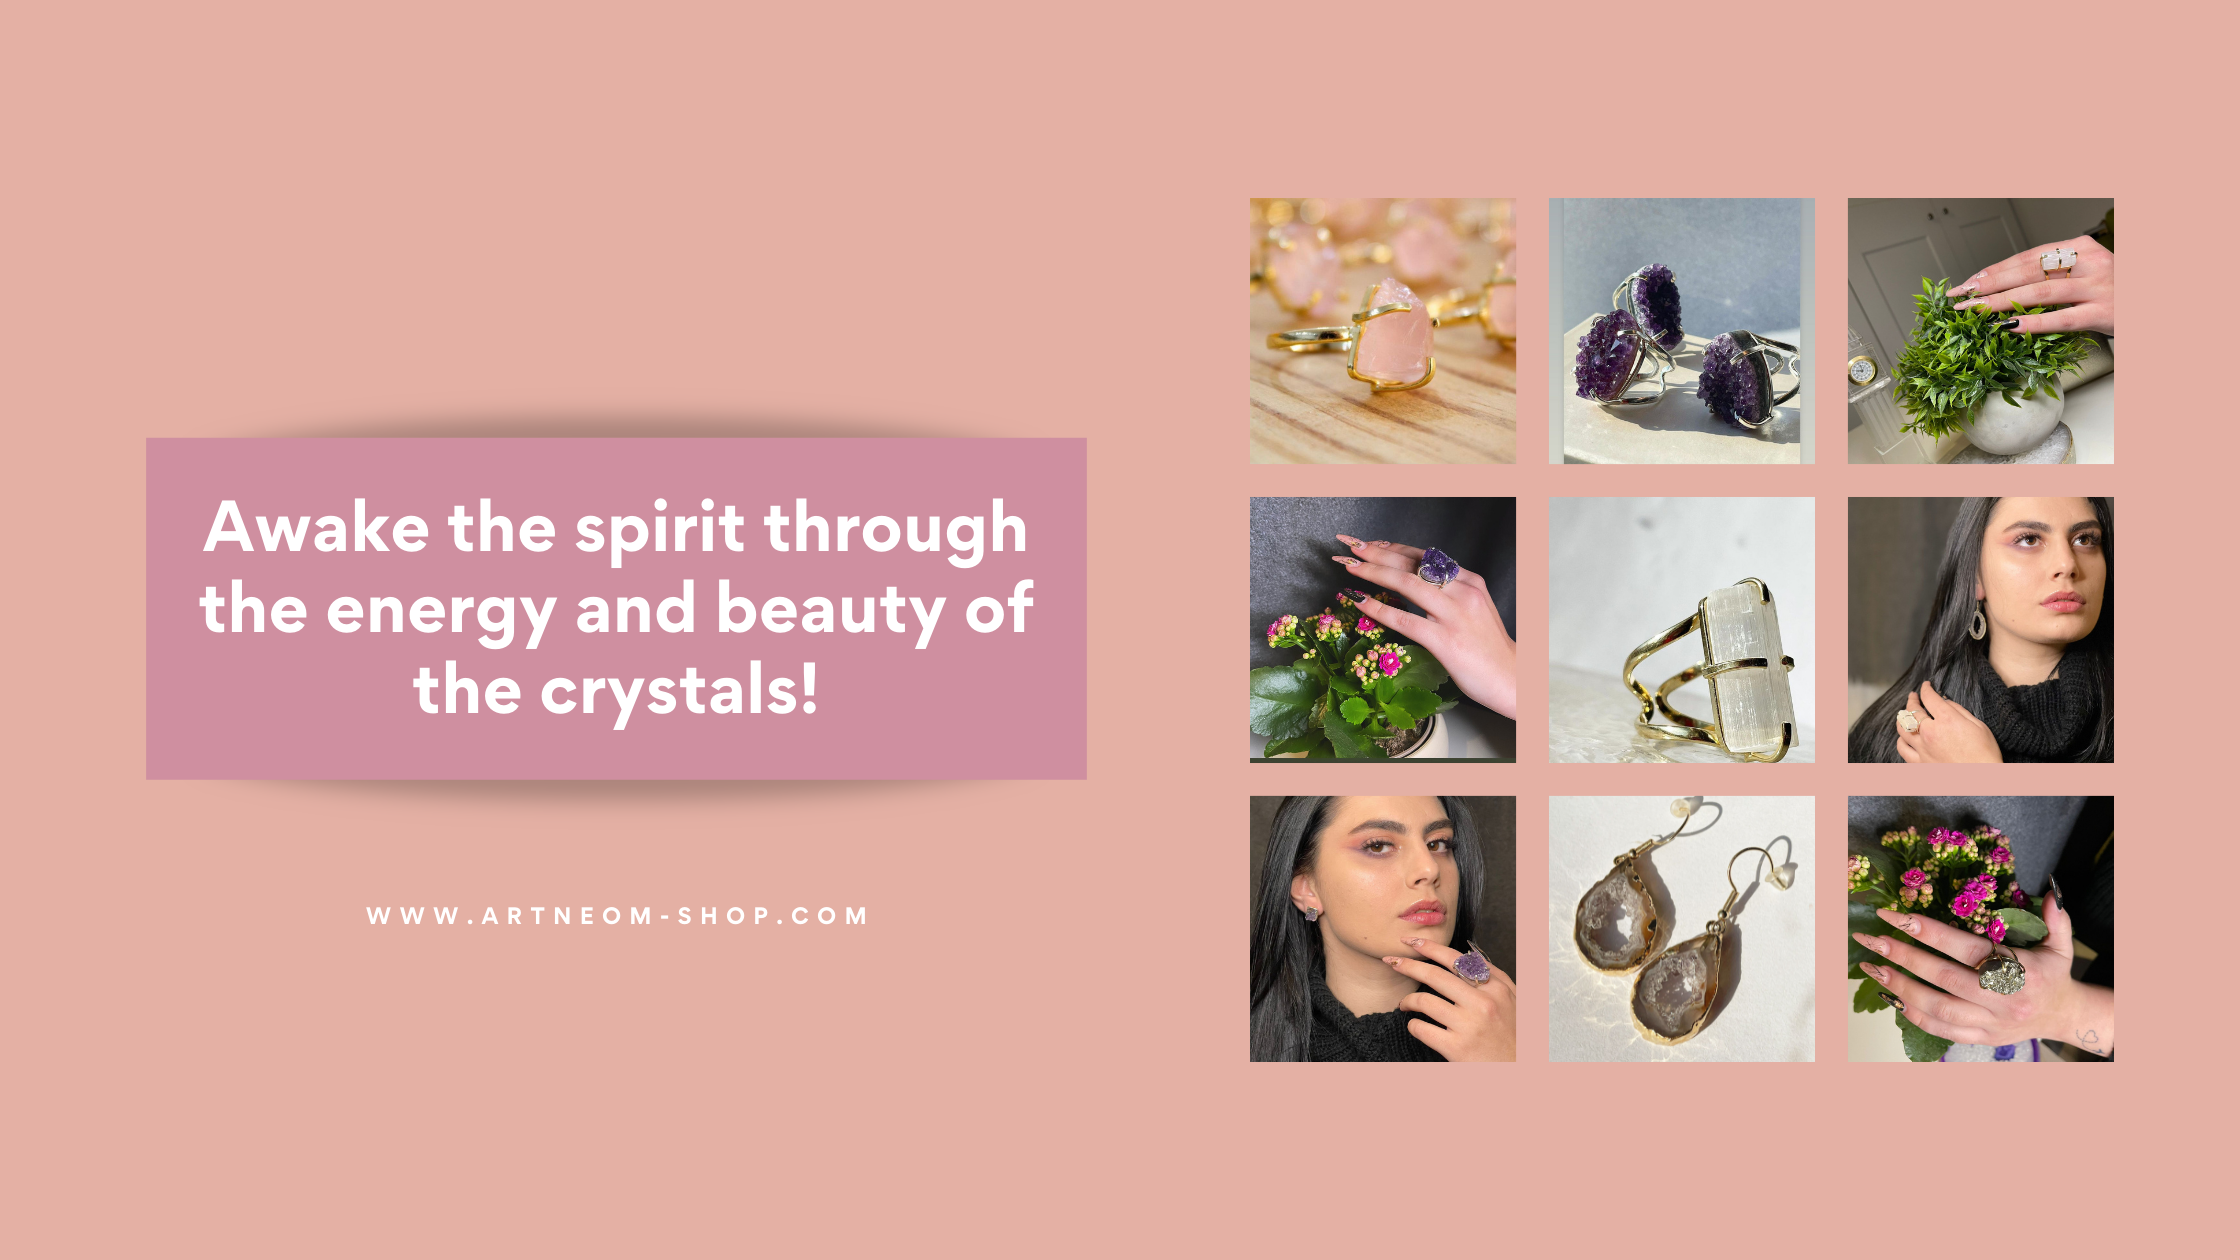 Awake the spirit through
the energy and beauty of
the crystals!
WWW.ARTNEOM-SHOP.COM